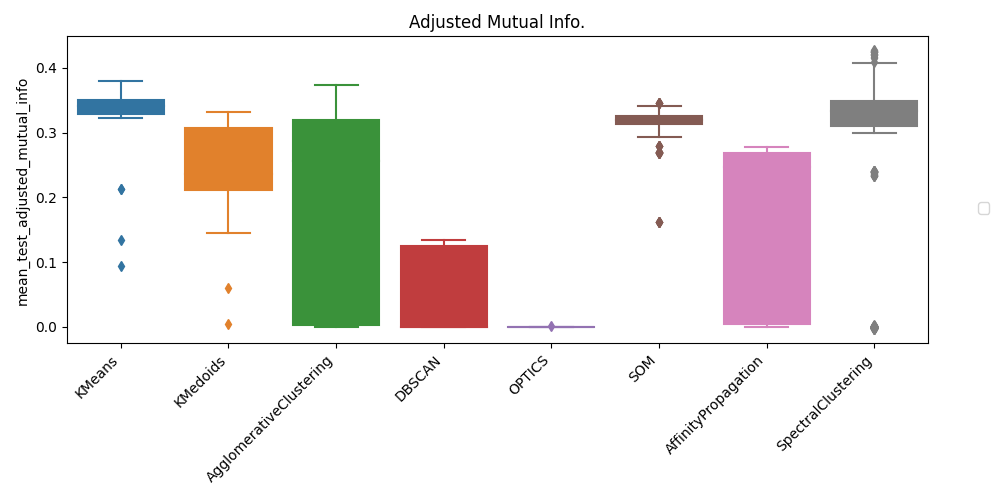 Adjusted Mutual Info.
mean_test_adjusted_mutual_info
0.4
0.3
0.2
0.1
0.0
KMeans
KMedoids
AgglomerativeClustering
DBSCAN
OPTICS
SOM
AffinityPropagation
SpectralClustering